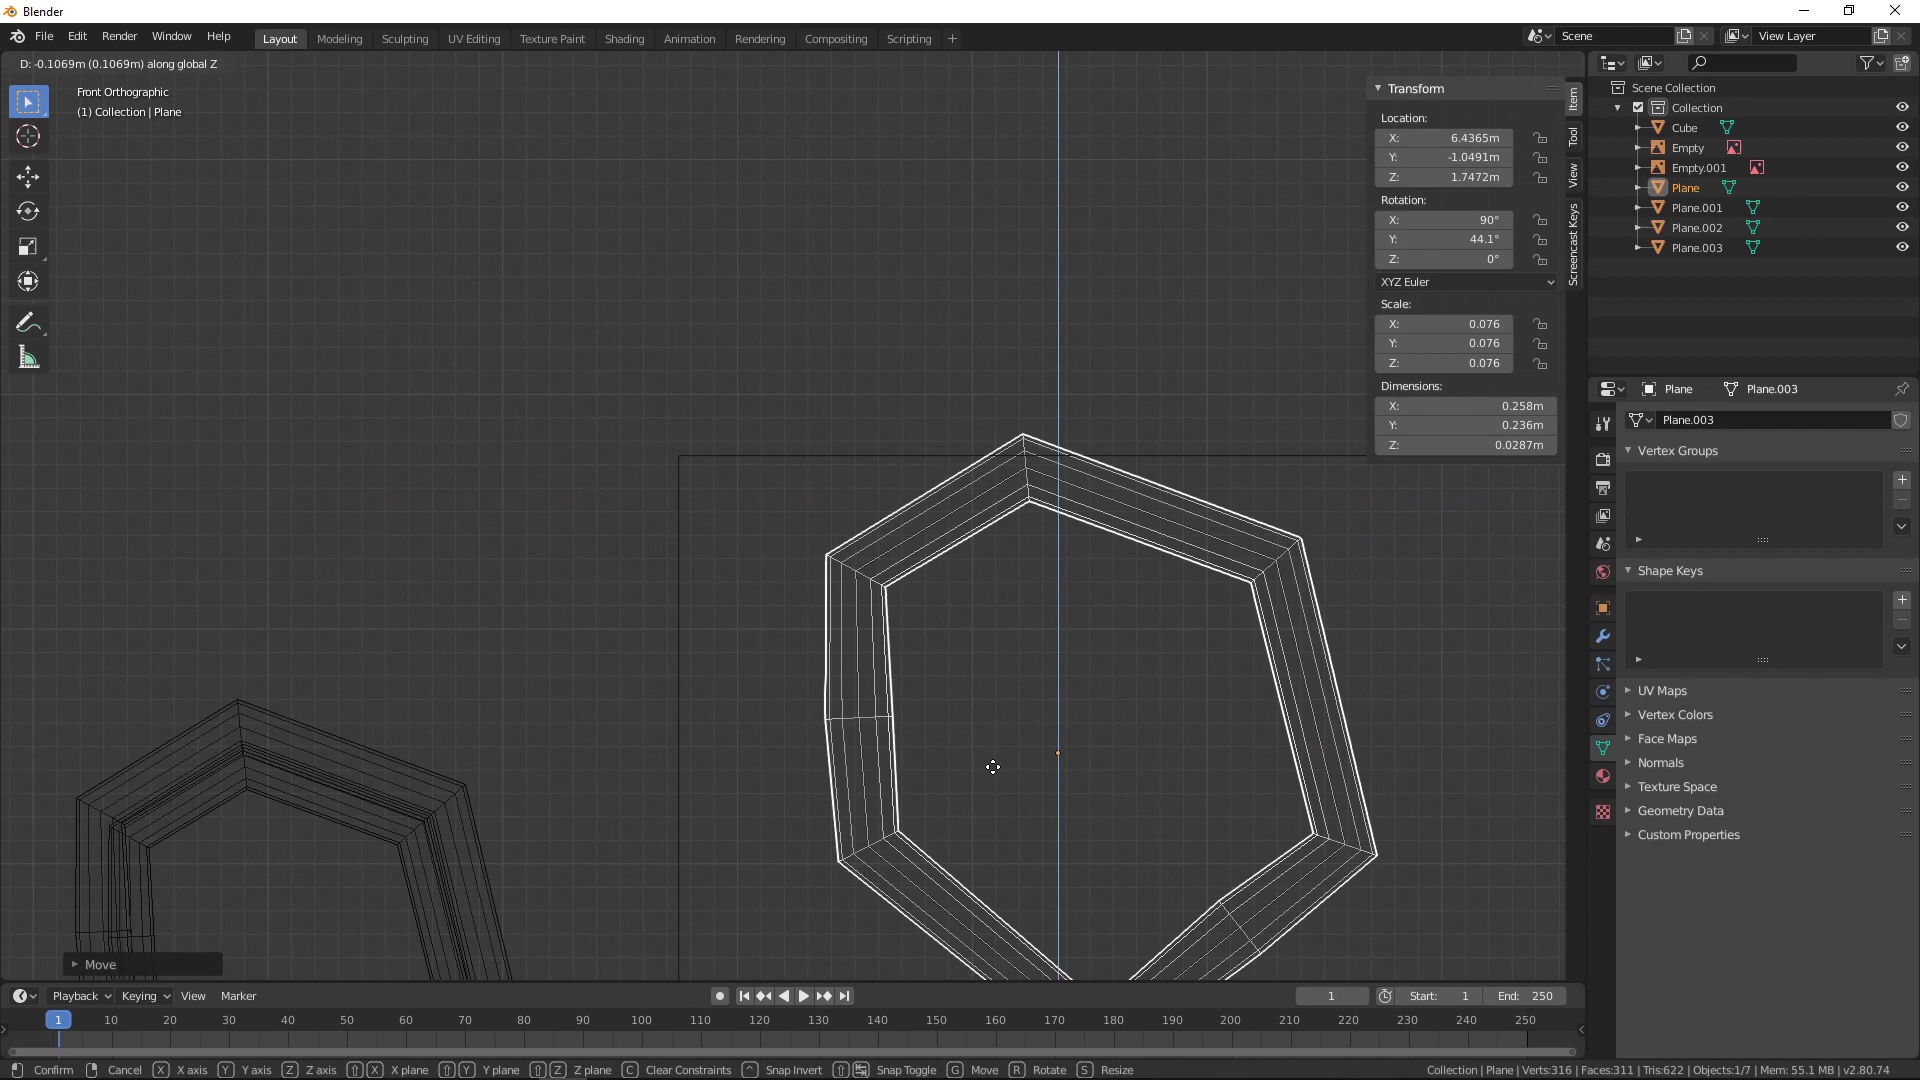 Blender
File Edit Render Window Help
Layout Modeling Sculpting UV Editing Texture Paint Shading Animation Rendering Compositing Scripting +
Scene
View Layer
D: -0.1069m (0.1069m) along global Z
Front Orthographic
(1) Collection | Plane
Transform
Location:
X: 6.4365m
Y: -1.0491m
Z: 1.7472m
Rotation:
X: 90°
Y: 44.1°
Z: 0°
XYZ Euler
Scale:
X: 0.076
Y: 0.076
Z: 0.076
Dimensions:
X: 0.258m
Y: 0.236m
Z: 0.0287m
Item
Tool
View
Screencast Keys
Scene Collection
Collection
Cube
Empty
Empty.001
Plane
Plane.001
Plane.002
Plane.003
Plane Plane.003
Plane.003
Vertex Groups
Shape Keys
UV Maps
Vertex Colors
Face Maps
Normals
Texture Space
Geometry Data
Custom Properties
Move
Playback Keying View Marker
1 Start: 1 End: 250
1 10 20 30 40 50 60 70 80 90 100 110 120 130 140 150 160 170 180 190 200 210 220 230 240 250
Confirm Cancel X X axis Y Y axis Z Z axis X X plane Y Y plane Z Z plane C Clear Constraints Snap Invert Snap Toggle G Move R Rotate S Resize
Collection | Plane | Verts:316 | Faces:311 | Tris:622 | Objects:1/7 | Mem: 55.1 MB | v2.80.74